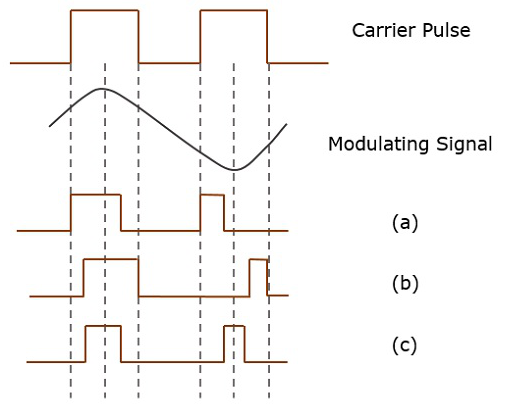 Carrier Pulse
Modulating Signal
(a)
(b)
(c)